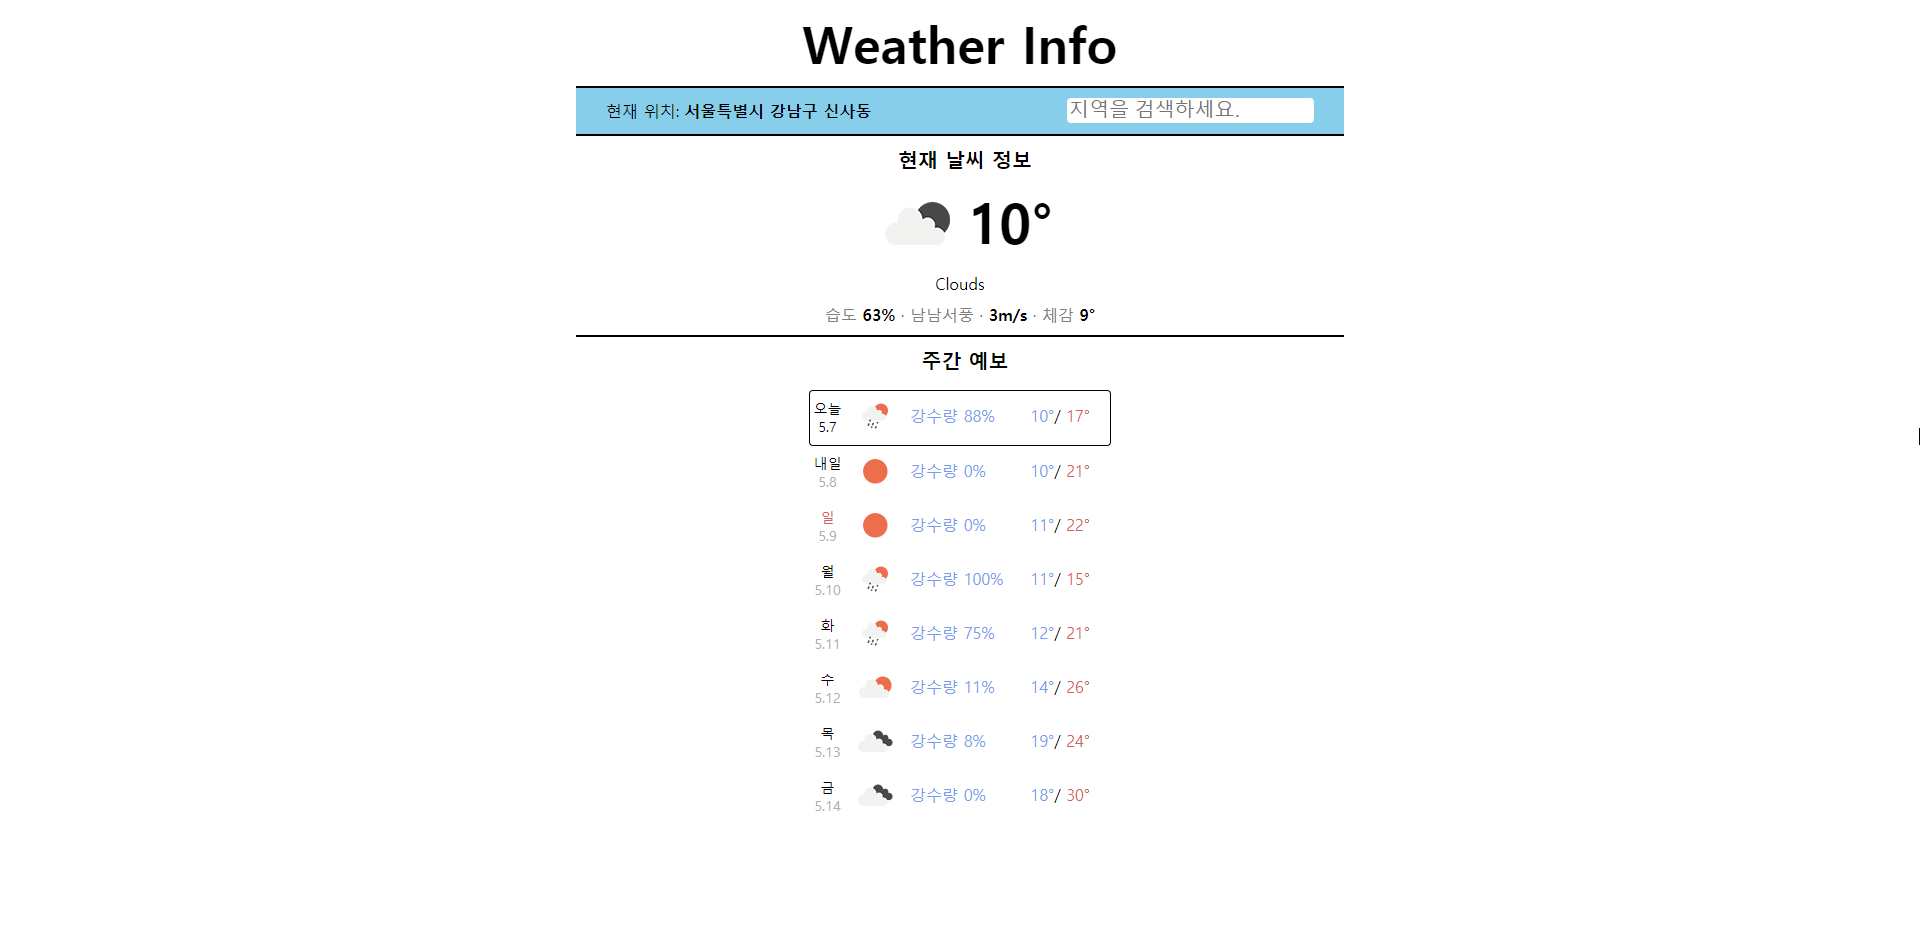 Weather Info
현재 위치: 서울특별시 강남구 신사동 지역을 검색하세요.
현재 날씨 정보
10°
Clouds
습도 63% · 남남서풍 · 3m/s · 체감 9°
주간 예보
오늘
5.7
강수량 88% 10°/ 17°
내일
5.8
강수량 0% 10°/ 21°
일
5.9
강수량 0% 11°/ 22°
월
5.10
강수량 100% 11°/ 15°
화
5.11
강수량 75% 12°/ 21°
수
5.12
강수량 11% 14°/ 26°
목
5.13
강수량 8% 19°/ 24°
금
5.14
강수량 0% 18°/ 30°